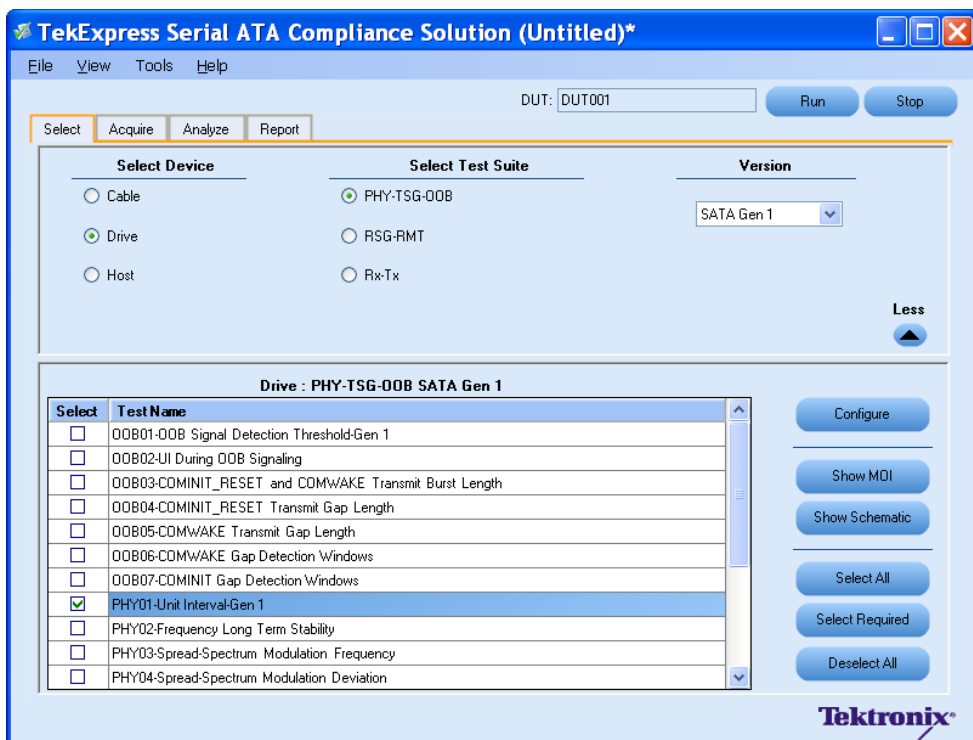 TekExpress Serial ATA Compliance Solution (Untitled)*
File View Tools Help
DUT: DUT001 Run Stop
Select Acquire Analyze Report
Select Device Select Test Suite Version
Cable PHY-TSG-OOB
SATA Gen 1
Drive RSG-RMT
Host Rx-Tx
Less
Drive : PHY-TSG-OOB SATA Gen 1
Select Test Name
Configure
OOB01-OOB Signal Detection Threshold-Gen 1
OOB02-UI During OOB Signaling
OOB03-COMINIT_RESET and COMWAKE Transmit Burst Length
Show MOI
OOB04-COMINIT_RESET Transmit Gap Length
Show Schematic
OOB05-COMWAKE Transmit Gap Length
OOB06-COMWAKE Gap Detection Windows
OOB07-COMINIT Gap Detection Windows
Select All
PHY01-Unit Interval-Gen 1
Select Required
PHY02-Frequency Long Term Stability
PHY03-Spread-Spectrum Modulation Frequency
Deselect All
PHY04-Spread-Spectrum Modulation Deviation
Tektronix